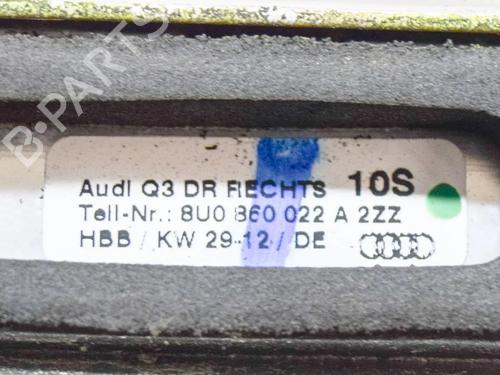 B-PARTS
Audi Q3 DR RECHTS 10S
Teil-Nr.: 8U0 860 022 A 2ZZ
HBB / KW 29-12 / DE